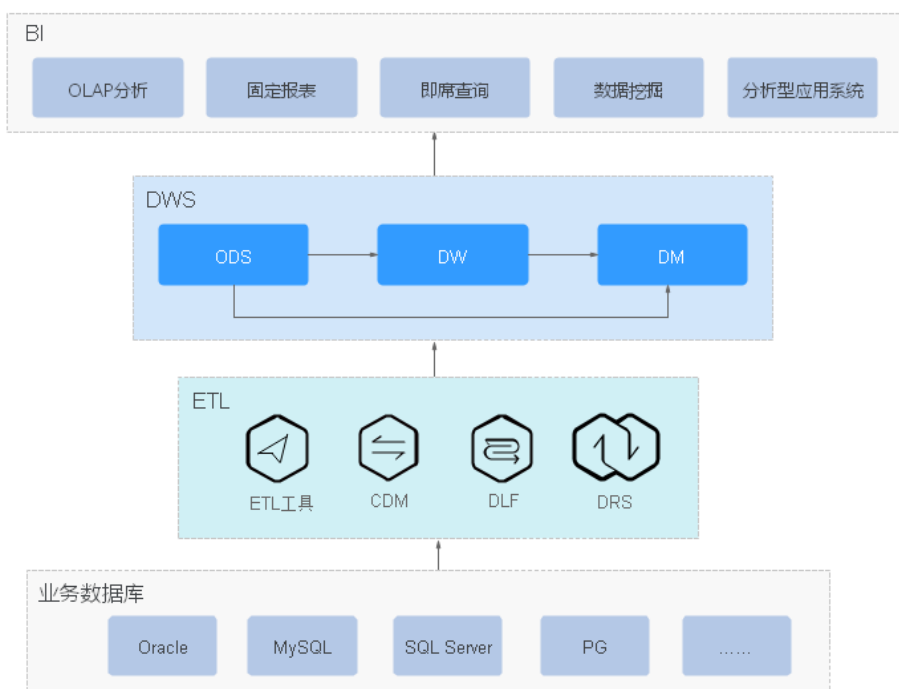 BI
OLAP分析
固定报表
即席查询
数据挖掘
分析型应用系统
DWS
ODS
DW
DM
ETL
ETL工具
CDM
DLF
DRS
业务数据库
Oracle
MySQL
SQL Server
PG
……